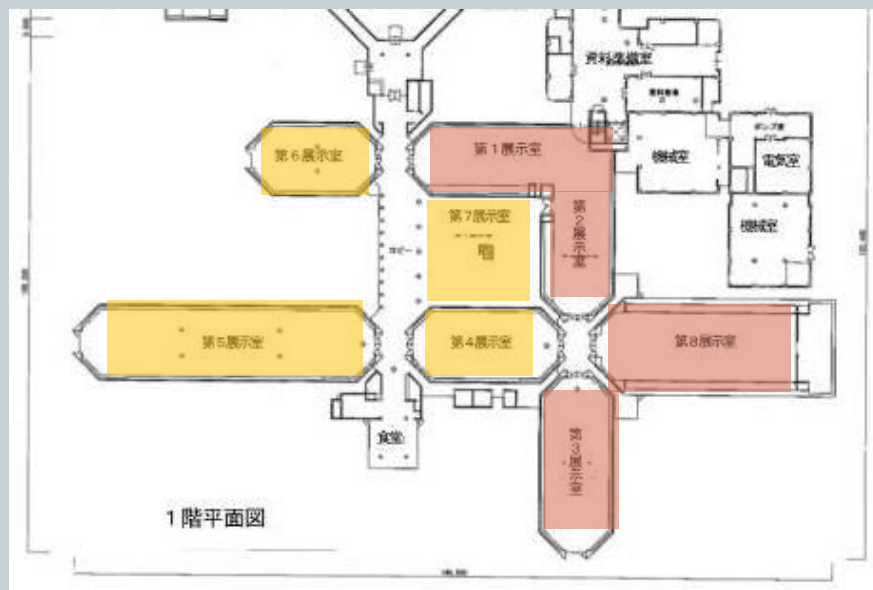 資料準備室
第6展示室
第1展示室
機械室
ポンプ室
電気室
第7展示室
第2展示室
機械室
ロビー
第5展示室
第4展示室
第8展示室
食堂
第3展示室
1階平面図